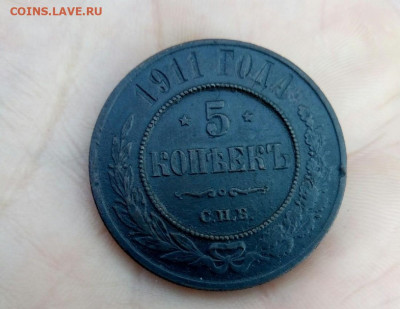 COINS.LAVE.RU
1911 ГОДА
5
КОПѢЕКЪ
С.П.Б.